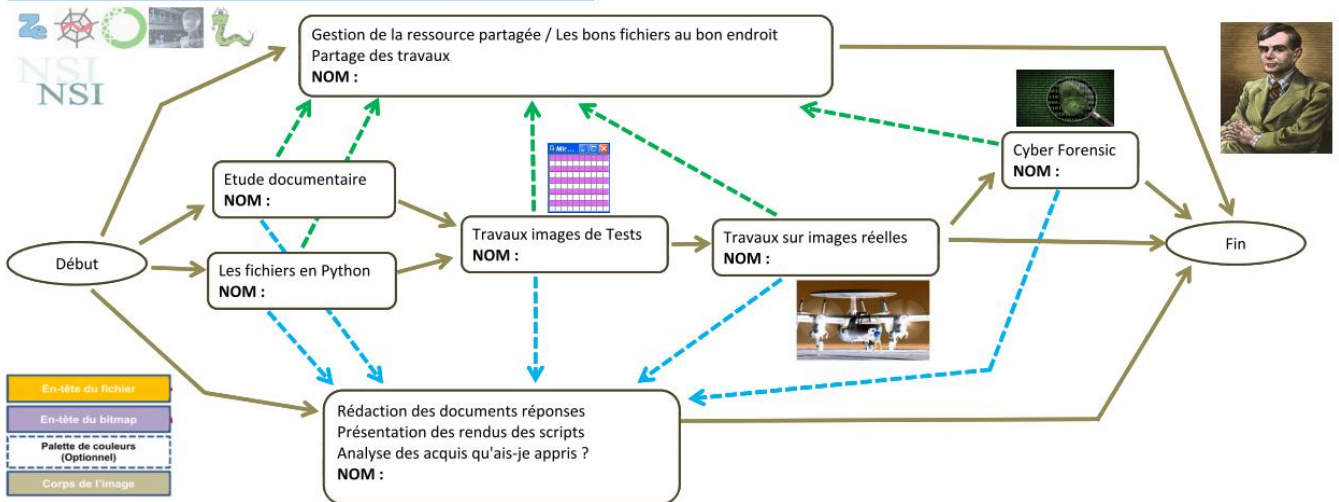 Ze
NSI
NSI
Gestion de la ressource partagée / Les bons fichiers au bon endroit
Partage des travaux
NOM :
Cyber Forensic
NOM :
Etude documentaire
NOM :
Travaux images de Tests
NOM :
Travaux sur images réelles
NOM :
Début
Les fichiers en Python
NOM :
Fin
En-tête du fichier
En-tête du bitmap
Palette de couleurs
(Optionnel)
Corps de l'image
Rédaction des documents réponses
Présentation des rendus des scripts
Analyse des acquis qu'ais-je appris ?
NOM :